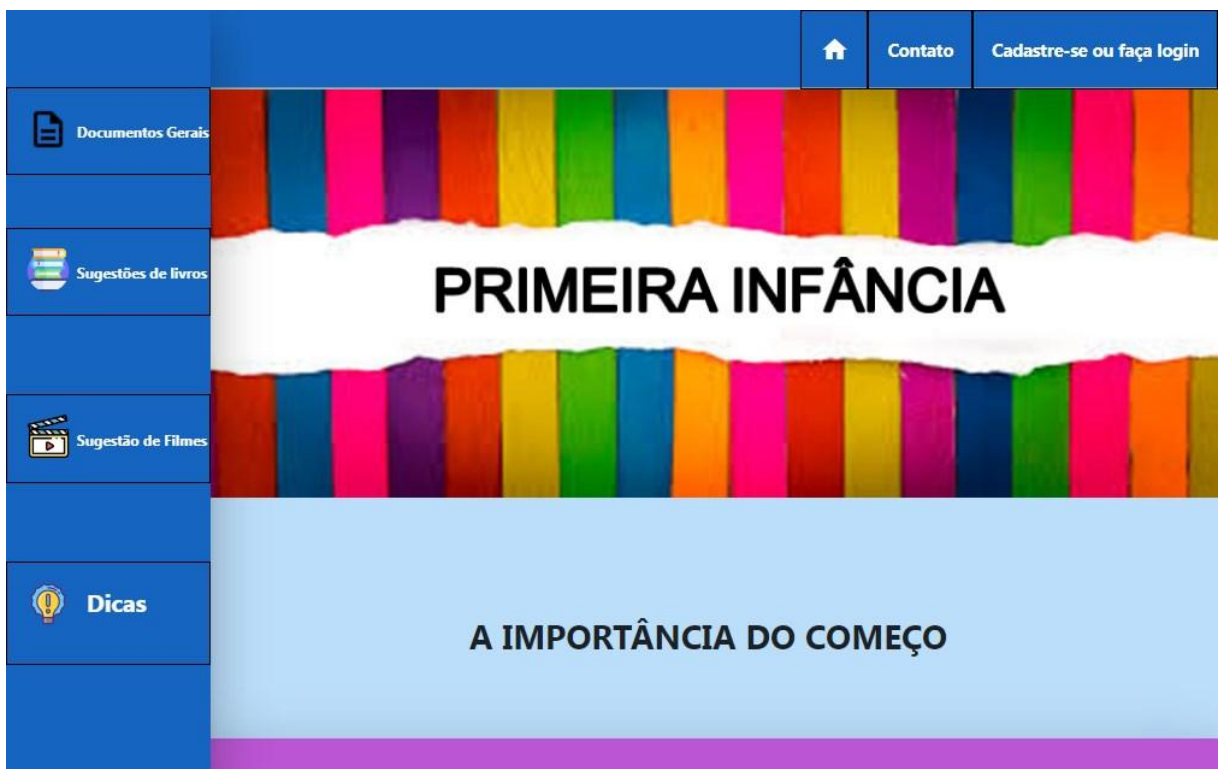 Contato
Cadastre-se ou faça login
Documentos Gerais
Sugestões de livros
Sugestão de Filmes
Dicas
PRIMEIRA INFÂNCIA
A IMPORTÂNCIA DO COMEÇO